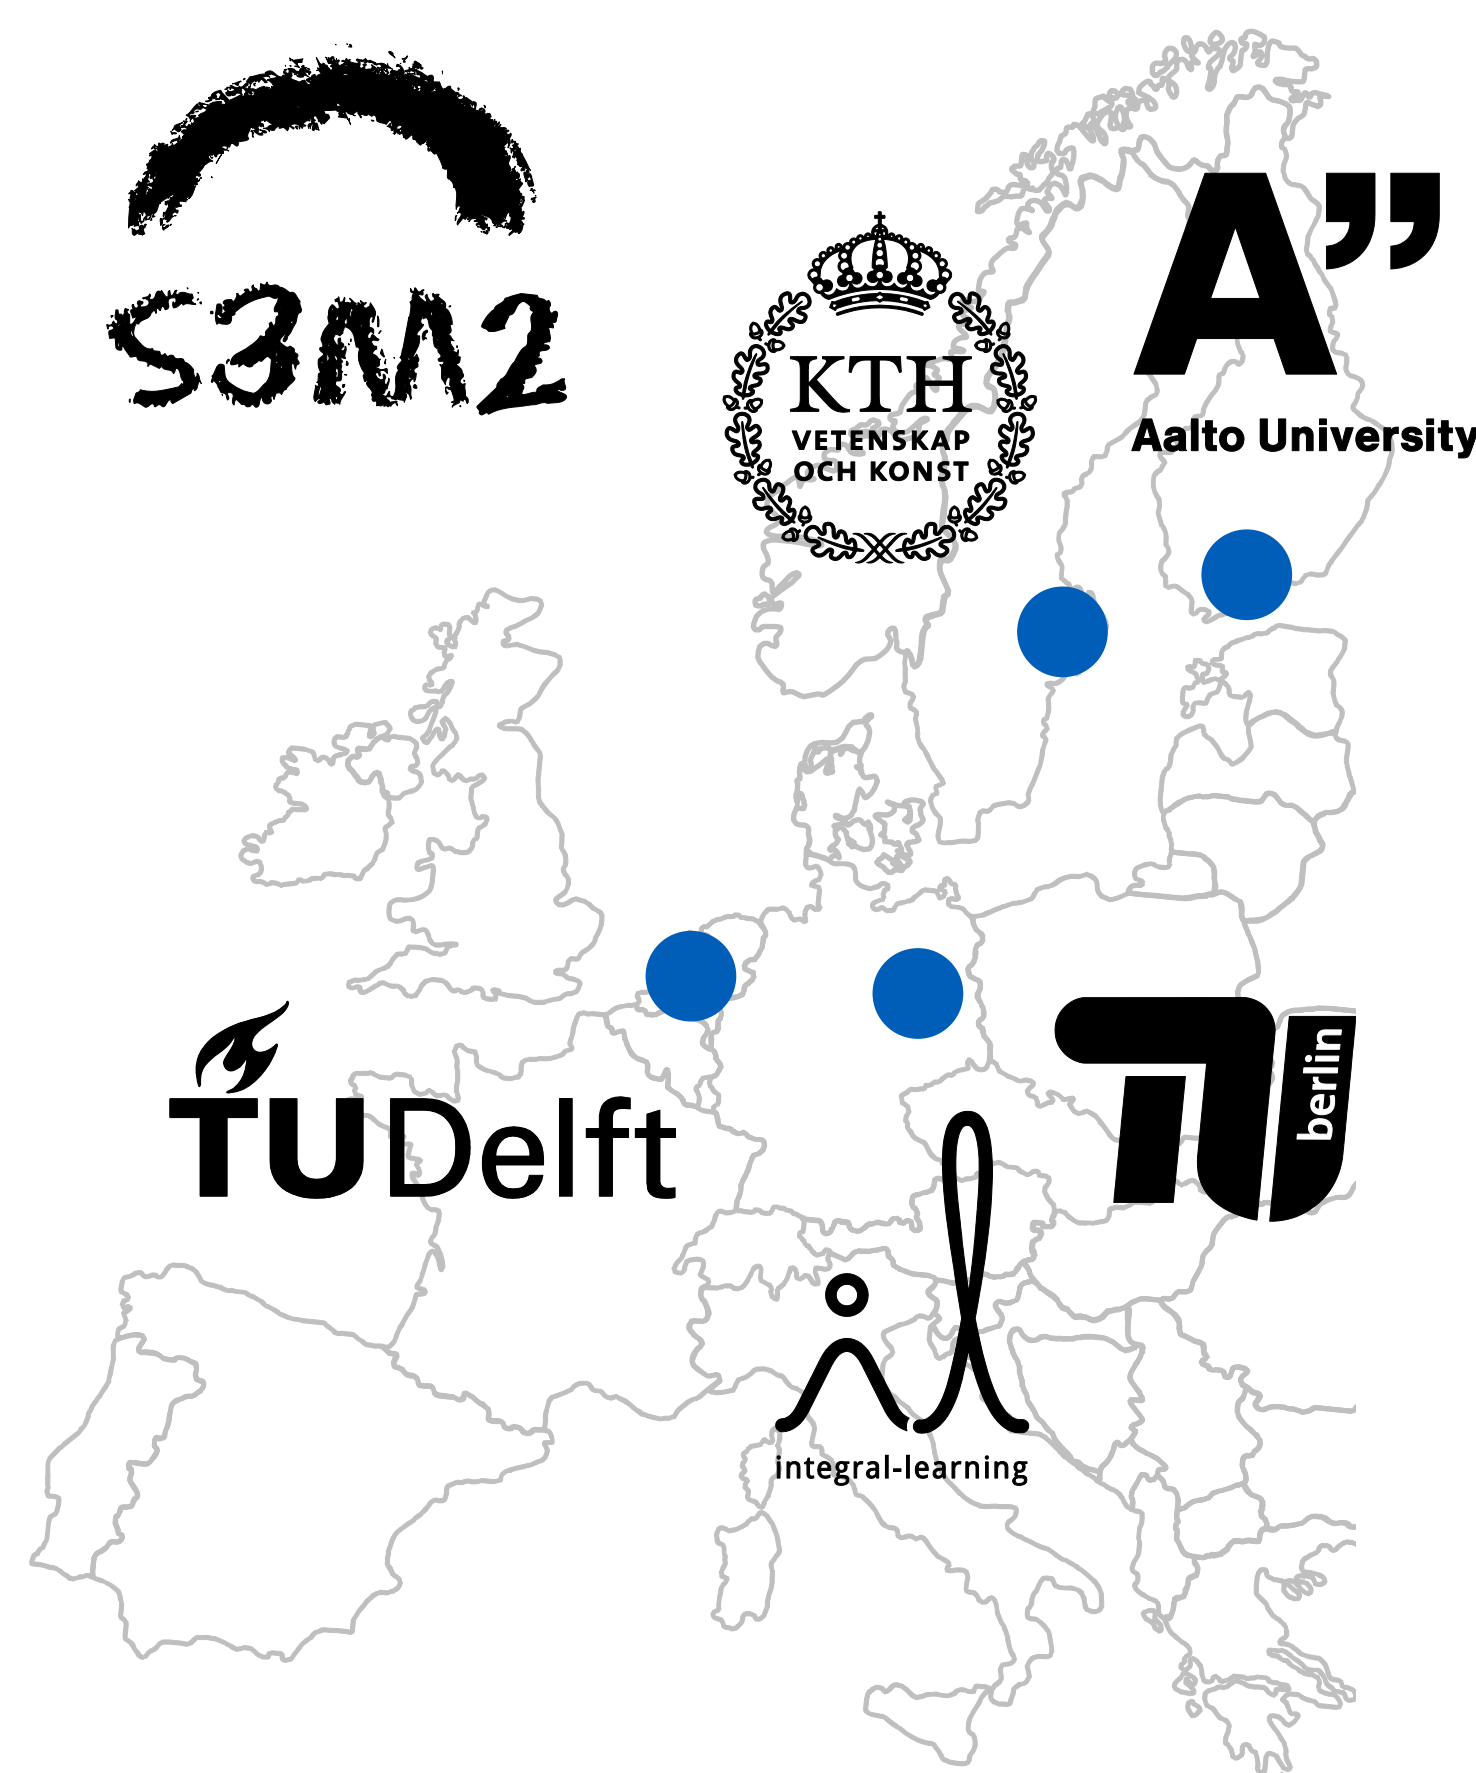 S3M2
KTH
VETENSKAP
OCH KONST
A"
Aalto University
TUDelft
berlin
integral-learning